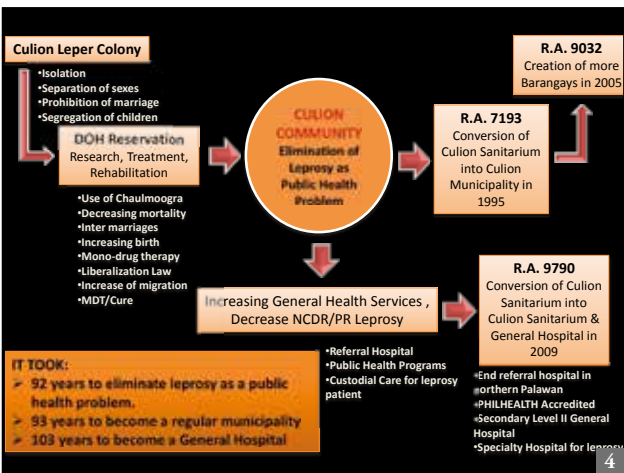 Culion Leper Colony
•Isolation
•Separation of sexes
•Prohibition of marriage
•Segregation of children
DOH Reservation
Research, Treatment,
Rehabilitation
•Use of Chaulmoogra
•Decreasing mortality
•Inter marriages
•Increasing birth
•Mono-drug therapy
•Liberalization Law
•Increase of migration
•MDT/Cure
CULION
COMMUNITY
Elimination of
Leprosy as
Public Health
Problem
R.A. 7193
Conversion of
Culion Sanitarium
into Culion
Municipality in
1995
R.A. 9032
Creation of more
Barangays in 2005
Increasing General Health Services ,
Decrease NCDR/PR Leprosy
•Referral Hospital
•Public Health Programs
•Custodial Care for leprosy
patient
R.A. 9790
Conversion of Culion
Sanitarium into
Culion Sanitarium &
General Hospital in
2009
•End referral hospital in
northern Palawan
•PHILHEALTH Accredited
•Secondary Level II General
Hospital
•Specialty Hospital for leprosy
IT TOOK:
➢ 92 years to eliminate leprosy as a public
health problem.
➢ 93 years to become a regular municipality
➢ 103 years to become a General Hospital
4